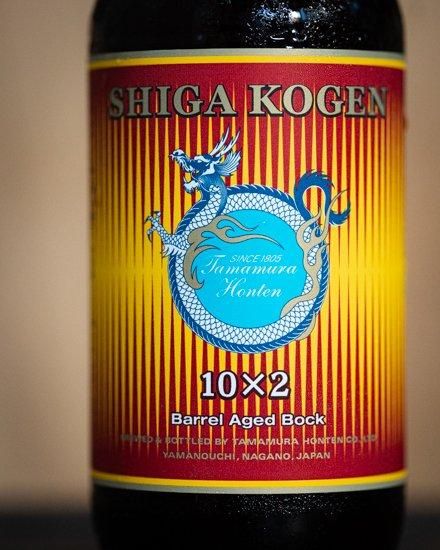 SHIGA KOGEN
SINCE 1805
Tamamura
Honten
10×2
Barrel Aged Bock
BREWED & BOTTLED BY TAMAMURA HONTEN CO., LTD
YAMANOUCHI, NAGANO, JAPAN